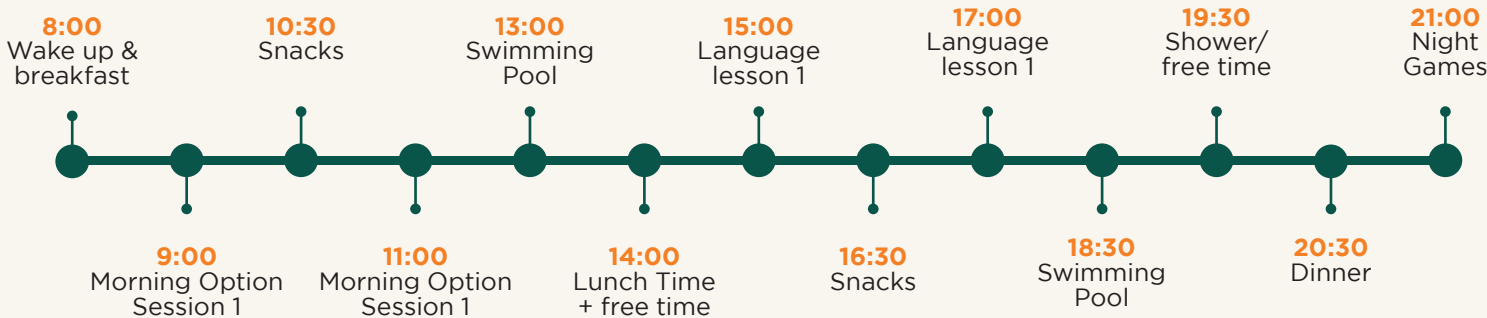 8:00
Wake up &
breakfast
9:00
Morning Option
Session 1
10:30
Snacks
11:00
Morning Option
Session 1
13:00
Swimming
Pool
14:00
Lunch Time
+ free time
15:00
Language
lesson 1
16:30
Snacks
17:00
Language
lesson 1
18:30
Swimming
Pool
19:30
Shower/
free time
20:30
Dinner
21:00
Night
Games